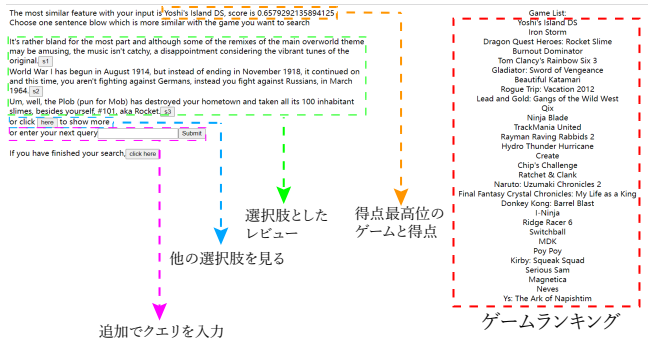 The most similar feature with your input is Yoshi's Island DS, score is 0.6579292135894125
Choose one sentence blow which is more similar with the game you want to search
It's rather bland for the most part and although some of the remixes of the main overworld theme
may be amusing, the music isn't catchy, a disappointment considering the vibrant tunes of the
original. s1
World War I has begun in August 1914, but instead of ending in November 1918, it continued on
and this time, you aren't fighting against Germans, instead you fight against Russians, in March
1964. s2
Um, well, the Plob (pun for Mob) has destroyed your hometown and taken all its 100 inhabitant
slimes, besides yourself, #101, aka Rocket. s3
or click here to show more
or enter your next query Submit
If you have finished your search, click here
選択肢とした
レビュー
得点最高位の
ゲームと得点
他の選択肢を見る
追加でクエリを入力
Game List:
Yoshi's Island DS
Iron Storm
Dragon Quest Heroes: Rocket Slime
Burnout Dominator
Tom Clancy's Rainbow Six 3
Gladiator: Sword of Vengeance
Beautiful Katamari
Rogue Trip: Vacation 2012
Lead and Gold: Gangs of the Wild West
Qix
Ninja Blade
TrackMania United
Rayman Raving Rabbids 2
Hydro Thunder Hurricane
Create
Chip's Challenge
Ratchet & Clank
Naruto: Uzumaki Chronicles 2
Final Fantasy Crystal Chronicles: My Life as a King
Donkey Kong: Barrel Blast
I-Ninja
Ridge Racer 6
Switchball
MDK
Poy Poy
Kirby: Squeak Squad
Serious Sam
Magnetica
Neves
Ys: The Ark of Napishtim
ゲームランキング